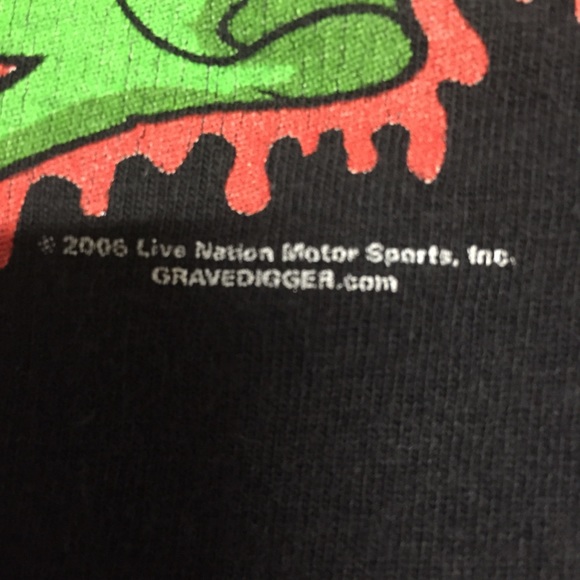 © 2006 Live Nation Motor Sports, Inc.
GRAVEDIGGER.com